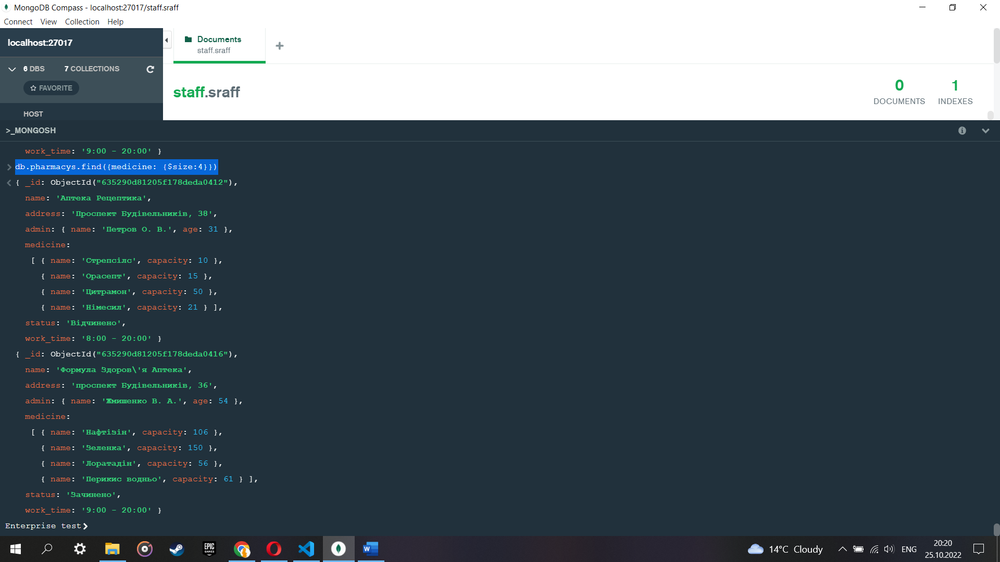 MongoDB Compass - localhost:27017/staff.sraff
Connect View Collection Help
localhost:27017
Documents
staff.sraff
6 DBS 7 COLLECTIONS
FAVORITE
HOST
staff.sraff
0
DOCUMENTS
1
INDEXES
>_MONGOSH
work_time: '9:00 - 20:00' }
db.pharmacys.find({medicine: {$size:4}})
{ _id: ObjectId("635290d81205f178deda0412"),
name: 'Аптека Рецептика',
address: 'Проспект Будівельників, 38',
admin: { name: 'Петров О. В.', age: 31 },
medicine:
[ { name: 'Стрепсілс', capacity: 10 },
{ name: 'Орасепт', capacity: 15 },
{ name: 'Цитрамон', capacity: 50 },
{ name: 'Німесил', capacity: 21 } ],
status: 'Відчинено',
work_time: '8:00 - 20:00' }
{ _id: ObjectId("635290d81205f178deda0416"),
name: 'Формула Здоров\'я Аптека',
address: 'проспект Будівельників, 36',
admin: { name: 'Жмишенко В. А.', age: 54 },
medicine:
[ { name: 'Нафтізін', capacity: 106 },
{ name: 'Зеленка', capacity: 150 },
{ name: 'Лоратадін', capacity: 56 },
{ name: 'Перикис водньо', capacity: 61 } ],
status: 'Зачинено',
work_time: '9:00 - 20:00' }
Enterprise test>
EPIC
GAMES
W
14°C Cloudy
ENG
20:20
25.10.2022